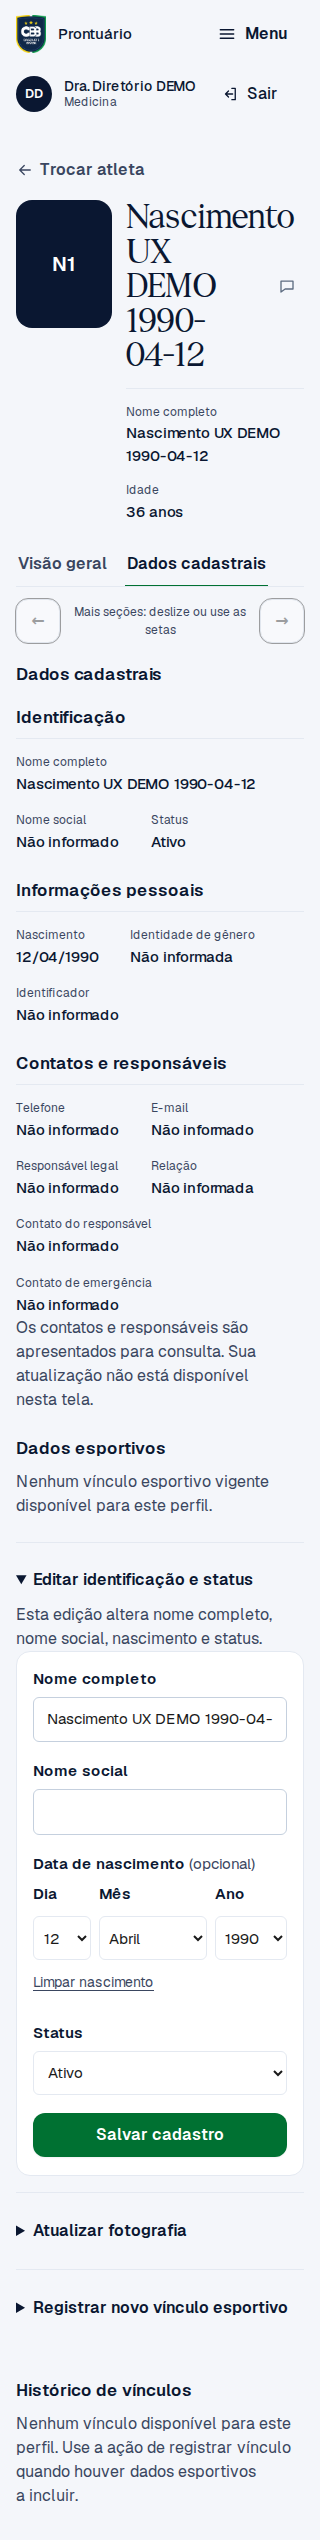 CBB
Prontuário
Menu
DD
Dra. Diretório DEMO
Medicina
Sair
← Trocar atleta
N1
Nascimento
UX
DEMO
1990-
04-12
Nome completo
Nascimento UX DEMO
1990-04-12
Idade
36 anos
Visão geral Dados cadastrais
← Mais seções: deslize ou use as →
setas
Dados cadastrais
Identificação
Nome completo
Nascimento UX DEMO 1990-04-12
Nome social Status
Não informado Ativo
Informações pessoais
Nascimento Identidade de gênero
12/04/1990 Não informada
Identificador
Não informado
Contatos e responsáveis
Telefone E-mail
Não informado Não informado
Responsável legal Relação
Não informado Não informada
Contato do responsável
Não informado
Contato de emergência
Não informado
Os contatos e responsáveis são
apresentados para consulta. Sua
atualização não está disponível
nesta tela.
Dados esportivos
Nenhum vínculo esportivo vigente
disponível para este perfil.
▼ Editar identificação e status
Esta edição altera nome completo,
nome social, nascimento e status.
Nome completo
Nascimento UX DEMO 1990-04-
Nome social
Data de nascimento (opcional)
Dia Mês Ano
12 Abril 1990
Limpar nascimento
Status
Ativo
Salvar cadastro
▶ Atualizar fotografia
▶ Registrar novo vínculo esportivo
Histórico de vínculos
Nenhum vínculo disponível para este
perfil. Use a ação de registrar vínculo
quando houver dados esportivos
a incluir.